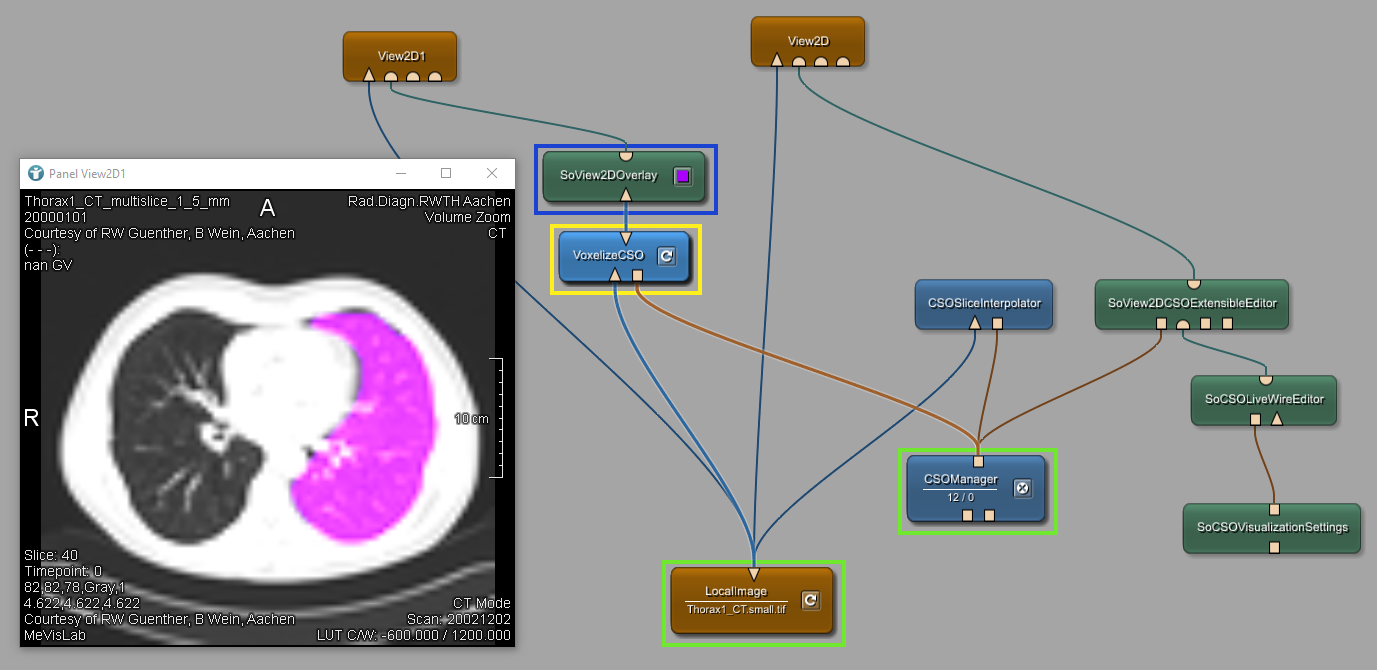 View2D
View2D1
Panel View2D1
SoView2DOverlay
VoxelizeCSO
Thorax1_CT_multislice_1_5_mm
20000101
Courtesy of RW Guenther, B Wein, Aachen
(- - -):
nan GV
A
Rad.Diagn.RWTH Aachen
Volume Zoom
CT
R
10 cm
Slice: 40
Timepoint: 0
82,82,78,Gray,1
4.622,4.622,4.622
Courtesy of RW Guenther, B Wein, Aachen
MeVisLab
CT Mode
Scan: 20021202
LUT C/W: -600.000 / 1200.000
CSOSliceInterpolator
SoView2DCSOExtensibleEditor
SoCSOLiveWireEditor
CSOManager
12 / 0
SoCSOVisualizationSettings
LocalImage
Thorax1_CT.small.tif